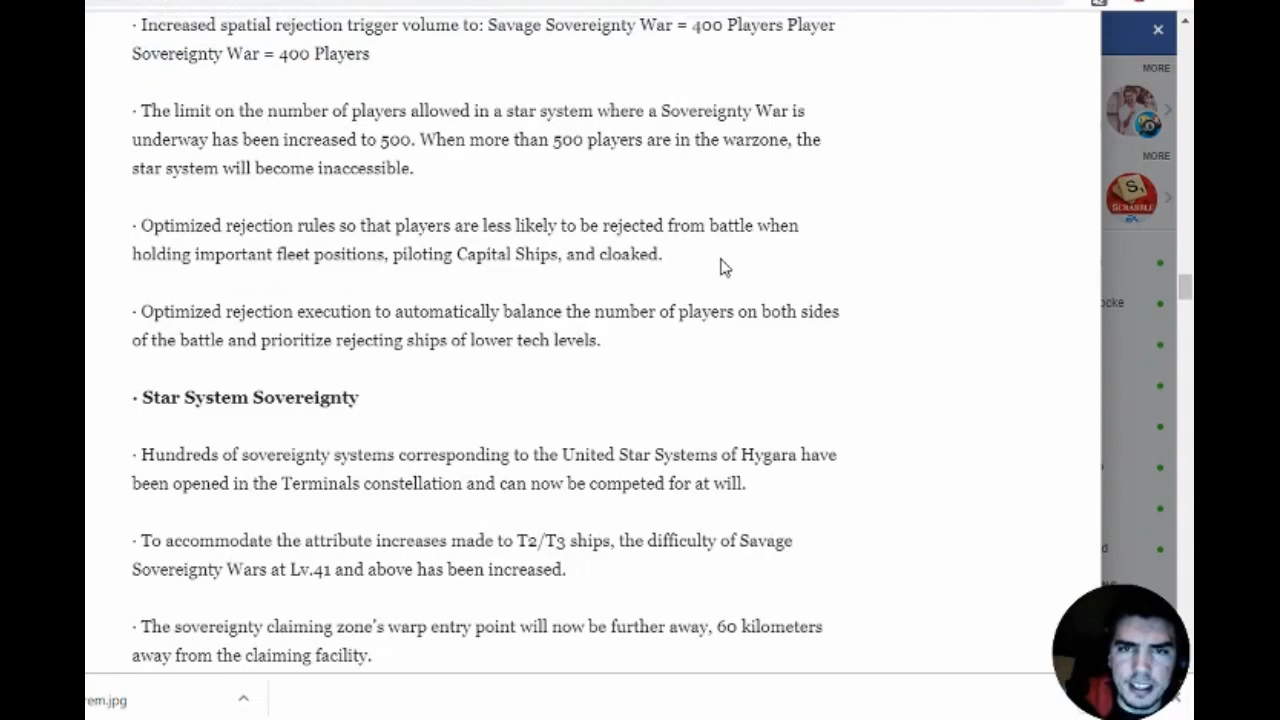 · Increased spatial rejection trigger volume to: Savage Sovereignty War = 400 Players Player
Sovereignty War = 400 Players
· The limit on the number of players allowed in a star system where a Sovereignty War is
underway has been increased to 500. When more than 500 players are in the warzone, the
star system will become inaccessible.
· Optimized rejection rules so that players are less likely to be rejected from battle when
holding important fleet positions, piloting Capital Ships, and cloaked.
· Optimized rejection execution to automatically balance the number of players on both sides
of the battle and prioritize rejecting ships of lower tech levels.
· Star System Sovereignty
· Hundreds of sovereignty systems corresponding to the United Star Systems of Hygara have
been opened in the Terminals constellation and can now be competed for at will.
· To accommodate the attribute increases made to T2/T3 ships, the difficulty of Savage
Sovereignty Wars at Lv.41 and above has been increased.
· The sovereignty claiming zone's warp entry point will now be further away, 60 kilometers
away from the claiming facility.
MORE
MORE
S
SCRABBLE
EA
ocke
d
rem.jpg